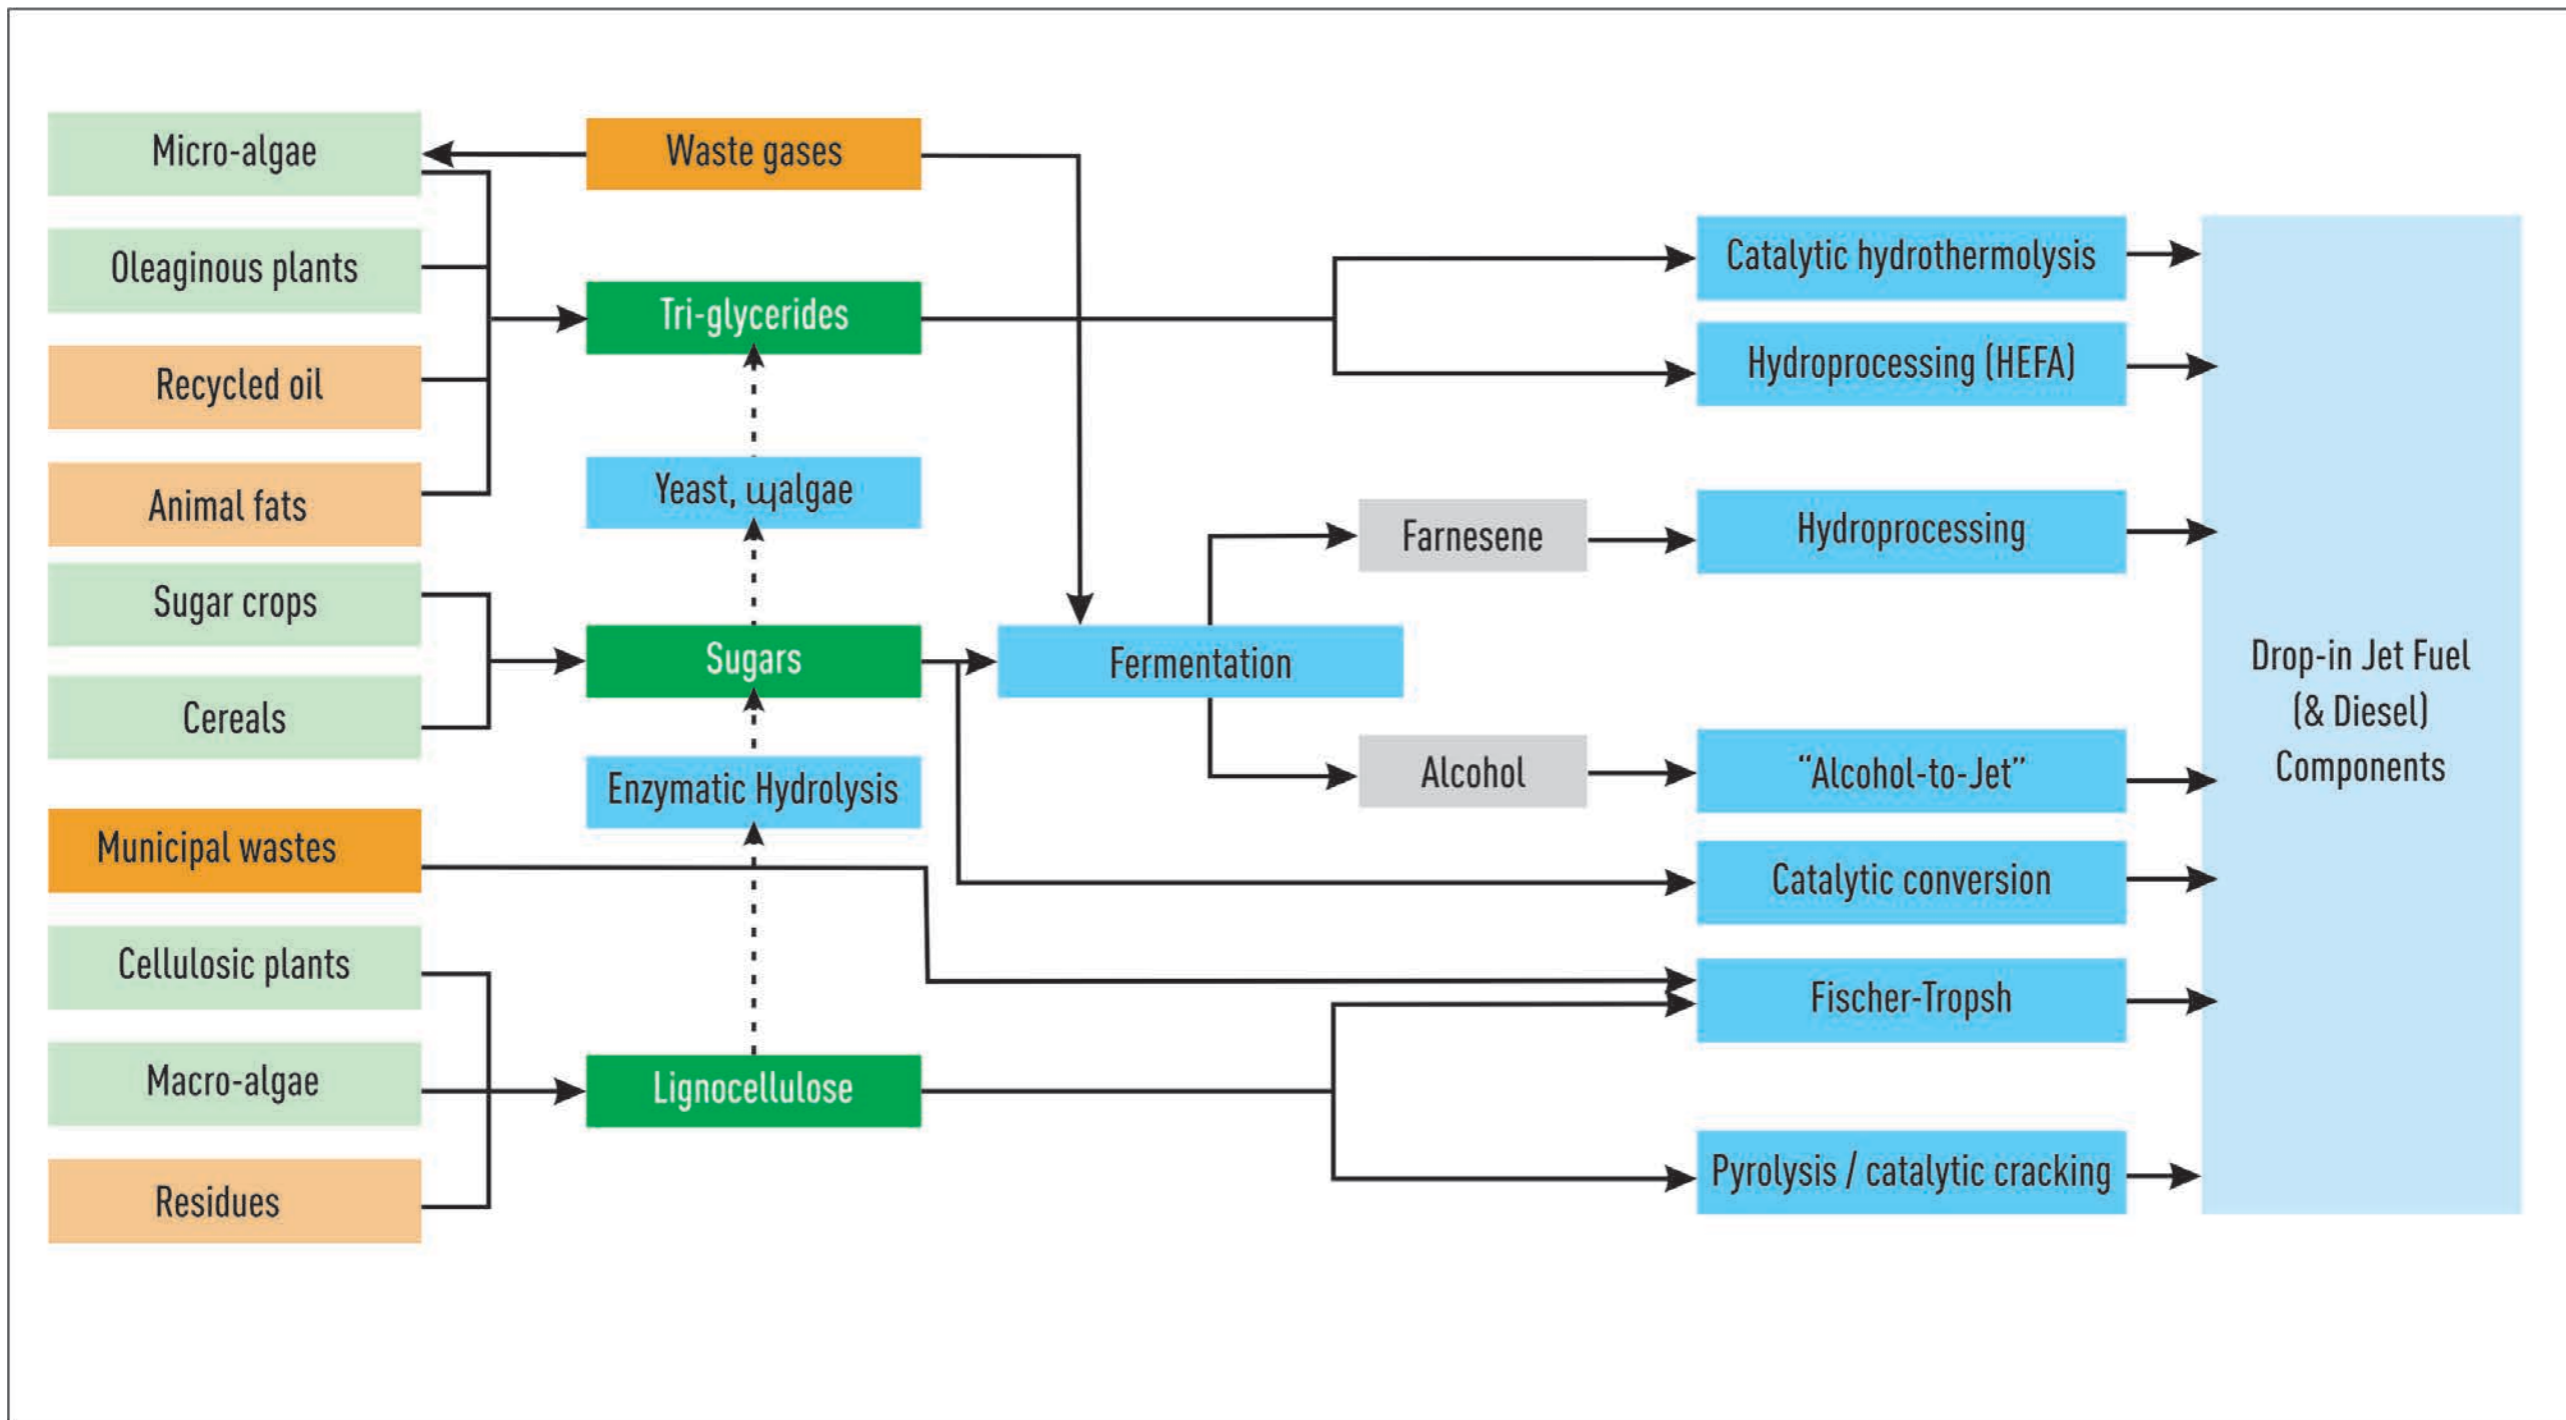 Micro-algae
Waste gases
Oleaginous plants
Catalytic hydrothermolysis
Tri-glycerides
Recycled oil
Hydroprocessing (HEFA)
Animal fats
Yeast, ɰalgae
Farnesene
Hydroprocessing
Sugar crops
Sugars
Fermentation
Cereals
Drop-in Jet Fuel
(& Diesel)
Components
Enzymatic Hydrolysis
Alcohol
“Alcohol-to-Jet”
Municipal wastes
Catalytic conversion
Cellulosic plants
Fischer-Tropsh
Macro-algae
Lignocellulose
Residues
Pyrolysis / catalytic cracking